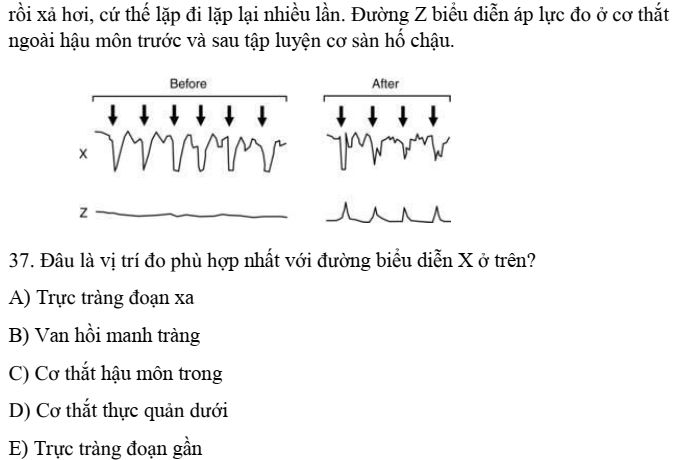 rồi xả hơi, cứ thế lặp đi lặp lại nhiều lần. Đường Z biểu diễn áp lực đo ở cơ thắt
ngoài hậu môn trước và sau tập luyện cơ sàn hố chậu.
Before After
X
Z
37. Đâu là vị trí đo phù hợp nhất với đường biểu diễn X ở trên?
A) Trực tràng đoạn xa
B) Van hồi manh tràng
C) Cơ thắt hậu môn trong
D) Cơ thắt thực quản dưới
E) Trực tràng đoạn gần